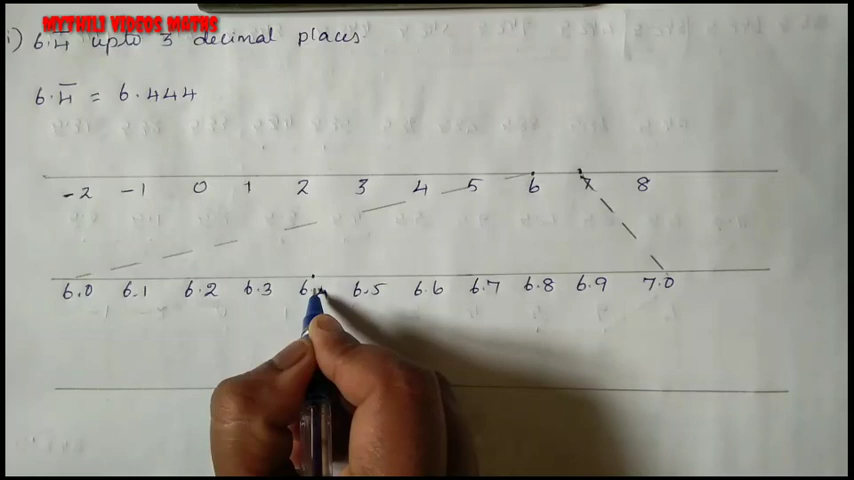 MYTHILI VIDEOS MATHS
i) 6.4̅ upto 3 decimal places
6.4̅ = 6.444
-2 -1 0 1 2 3 4 5 6 7 8
6.0 6.1 6.2 6.3 6. 6.5 6.6 6.7 6.8 6.9 7.0